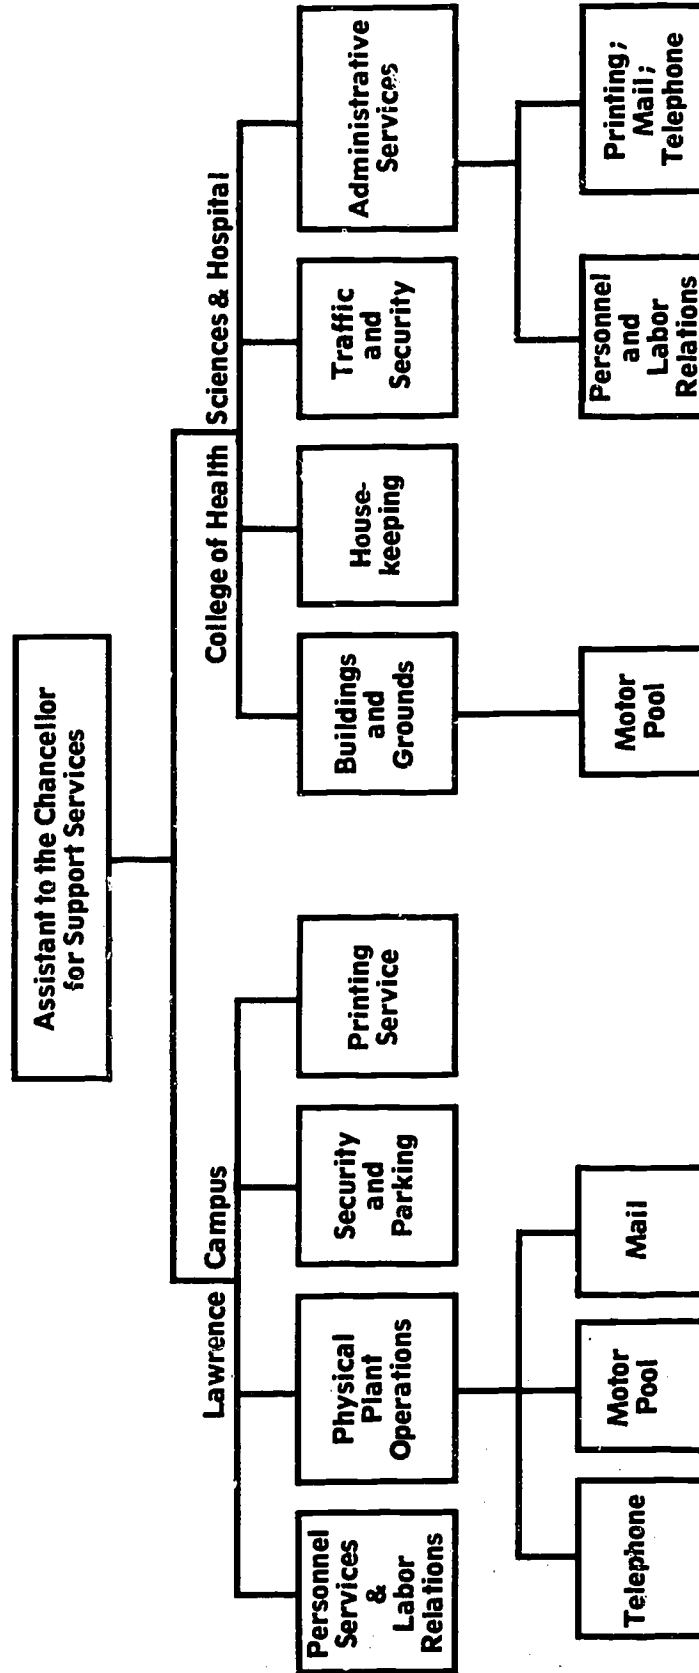 Assistant to the Chancellor
for Support Services
Lawrence Campus
College of Health Sciences & Hospital
Personnel
Services
&
Labor
Relations
Physical
Plant
Operations
Security
and
Parking
Printing
Service
Buildings
and
Grounds
House-
keeping
Traffic
and
Security
Administrative
Services
Telephone
Motor
Pool
Mail
Motor
Pool
Personnel
and
Labor
Relations
Printing;
Mail;
Telephone